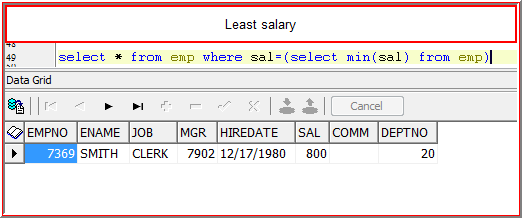 Least salary
48
49 select * from emp where sal=(select min(sal) from emp)
Data Grid
Cancel
EMPNO ENAME JOB MGR HIREDATE SAL COMM DEPTNO
7369 SMITH CLERK 7902 12/17/1980 800 20